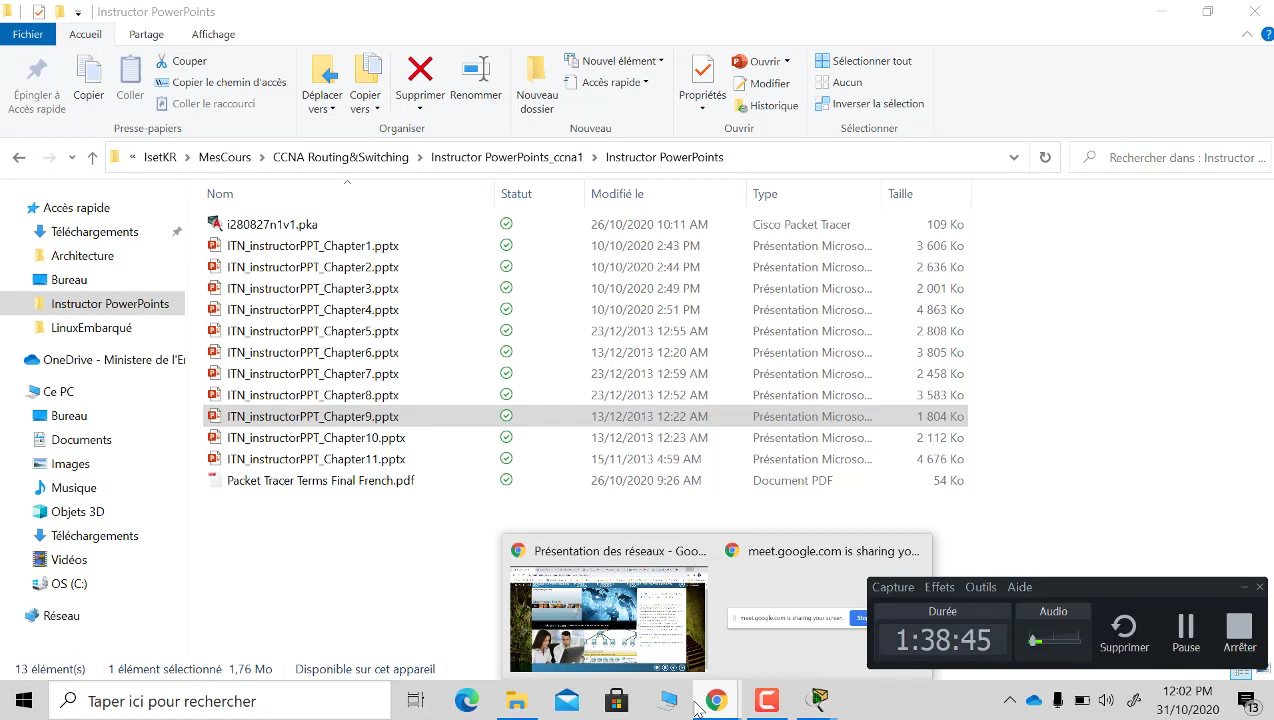 Instructor PowerPoints
Fichier Accueil Partage Affichage
Épingler à Accès rapide
Copier
Coller
Couper
Copier le chemin d'accès
Coller le raccourci
Presse-papiers
Déplacer vers
Copier vers
Supprimer
Renommer
Organiser
Nouveau dossier
Nouvel élément
Accès rapide
Nouveau
Propriétés
Ouvrir
Modifier
Historique
Ouvrir
Sélectionner tout
Aucun
Inverser la sélection
Sélectionner
« IsetKR > MesCours > CCNA Routing&Switching > Instructor PowerPoints_ccna1 > Instructor PowerPoints
Rechercher dans : Instructor ...
Nom Statut Modifié le Type Taille
i280827n1v1.pka 26/10/2020 10:11 AM Cisco Packet Tracer 109 Ko
ITN_instructorPPT_Chapter1.pptx 10/10/2020 2:43 PM Présentation Microso... 3 606 Ko
ITN_instructorPPT_Chapter2.pptx 10/10/2020 2:44 PM Présentation Microso... 2 636 Ko
ITN_instructorPPT_Chapter3.pptx 10/10/2020 2:49 PM Présentation Microso... 2 001 Ko
ITN_instructorPPT_Chapter4.pptx 10/10/2020 2:51 PM Présentation Microso... 4 863 Ko
ITN_instructorPPT_Chapter5.pptx 23/12/2013 12:55 AM Présentation Microso... 2 808 Ko
ITN_instructorPPT_Chapter6.pptx 13/12/2013 12:20 AM Présentation Microso... 3 805 Ko
ITN_instructorPPT_Chapter7.pptx 23/12/2013 12:59 AM Présentation Microso... 2 458 Ko
ITN_instructorPPT_Chapter8.pptx 23/12/2013 12:52 AM Présentation Microso... 3 583 Ko
ITN_instructorPPT_Chapter9.pptx 13/12/2013 12:22 AM Présentation Microso... 1 804 Ko
ITN_instructorPPT_Chapter10.pptx 13/12/2013 12:23 AM Présentation Microso... 2 112 Ko
ITN_instructorPPT_Chapter11.pptx 15/11/2013 4:59 AM Présentation Microso... 4 676 Ko
Packet Tracer Terms Final French.pdf 26/10/2020 9:26 AM Document PDF 54 Ko
Accès rapide
Téléchargements
Architecture
Bureau
Instructor PowerPoints
LinuxEmbarqué
OneDrive - Ministere de l'Er
Ce PC
Bureau
Documents
Images
Musique
Objets 3D
Téléchargements
Vidéos
OS (C:)
Réseau
Présentation des réseaux - Goo...
meet.google.com is sharing yo...
meet.google.com is sharing your screen.
Capture Effets Outils Aide
Durée
1:38:45
Audio
Supprimer
Pause
Arrêter
13 élément(s) 1 élément sélectionné 1,76 Mo Disponible sur cet appareil
Tapez ici pour rechercher
12:02 PM
31/10/2020
13